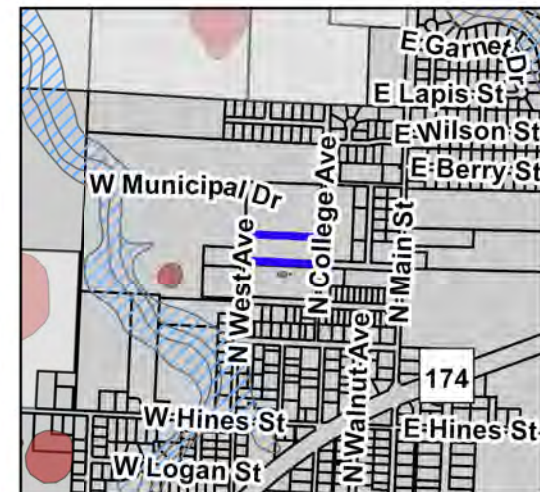 E Garnet Dr
E Lapis St
E Wilson St
E Berry St
W Municipal Dr
N West Ave
N College Ave
N Main St
N Walnut Ave
174
W Hines St
E Hines St
W Logan St